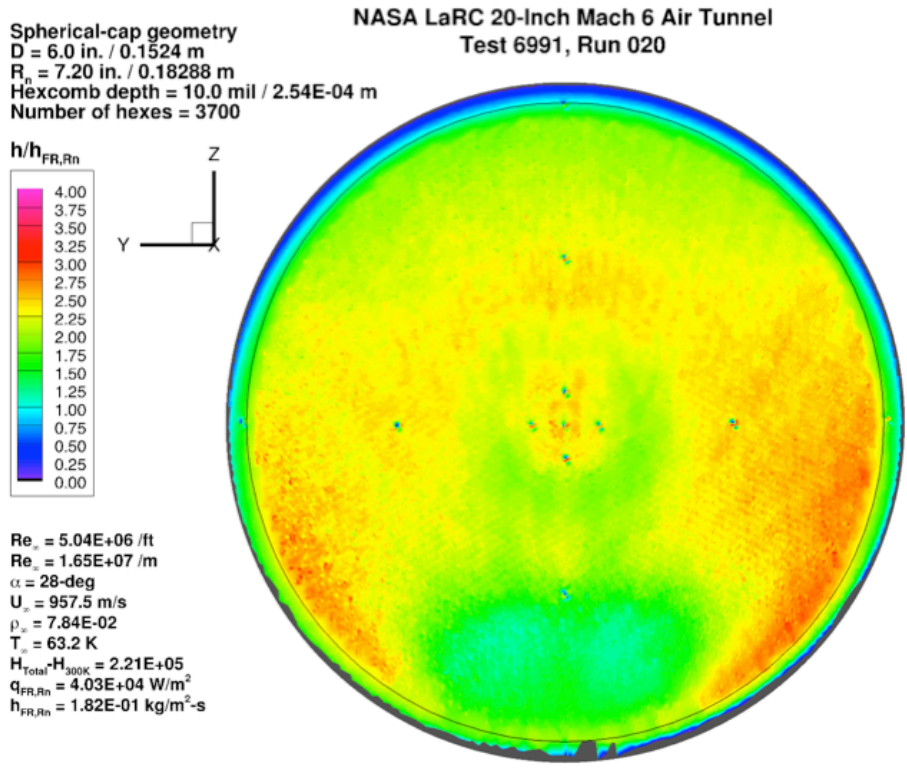 NASA LaRC 20-Inch Mach 6 Air Tunnel
Test 6991, Run 020
Spherical-cap geometry
D = 6.0 in. / 0.1524 m
Rₙ = 7.20 in. / 0.18288 m
Hexcomb depth = 10.0 mil / 2.54E-04 m
Number of hexes = 3700
h/h_FR,Rn
4.00
3.75
3.50
3.25
3.00
2.75
2.50
2.25
2.00
1.75
1.50
1.25
1.00
0.75
0.50
0.25
0.00
Z
Y
X
Re∞ = 5.04E+06 /ft
Re∞ = 1.65E+07 /m
α = 28-deg
U∞ = 957.5 m/s
ρ∞ = 7.84E-02
T∞ = 63.2 K
H_Total-H_300K = 2.21E+05
q_FR,Rn = 4.03E+04 W/m²
h_FR,Rn = 1.82E-01 kg/m²-s